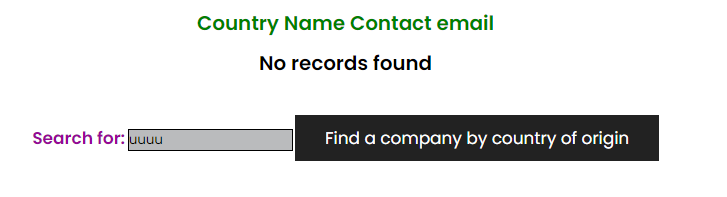 Country Name Contact email
No records found
Search for: uuuu Find a company by country of origin